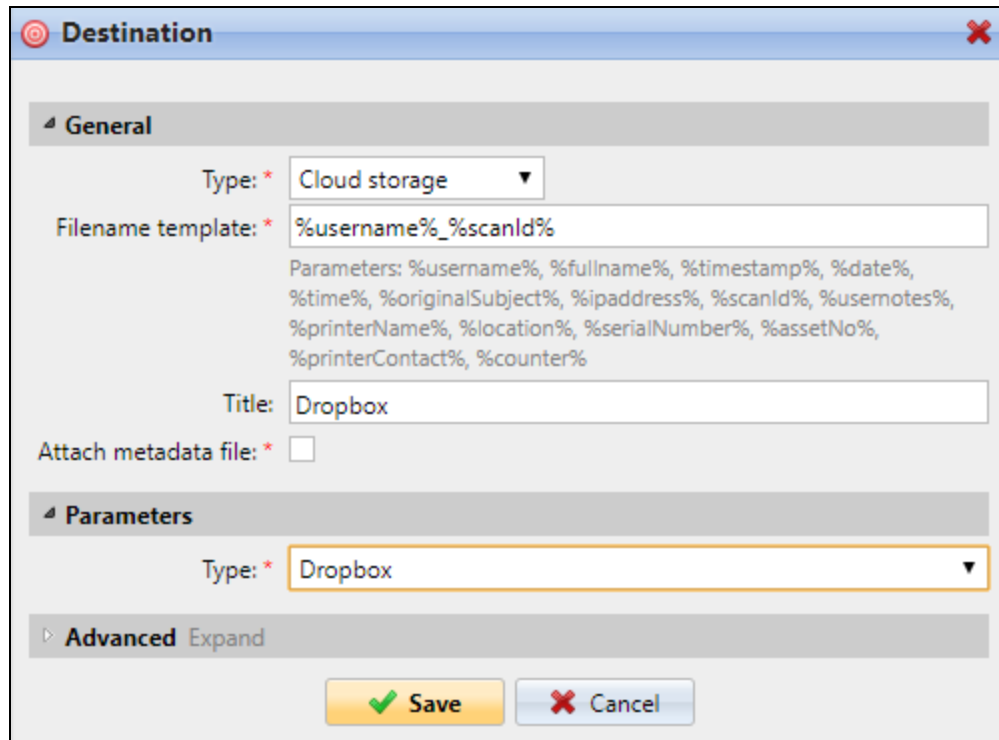 Destination
General
Type: * Cloud storage
Filename template: * %username%_%scanId%
Parameters: %username%, %fullname%, %timestamp%, %date%,
%time%, %originalSubject%, %ipaddress%, %scanId%, %usernotes%,
%printerName%, %location%, %serialNumber%, %assetNo%,
%printerContact%, %counter%
Title: Dropbox
Attach metadata file: *
Parameters
Type: * Dropbox
Advanced Expand
Save Cancel